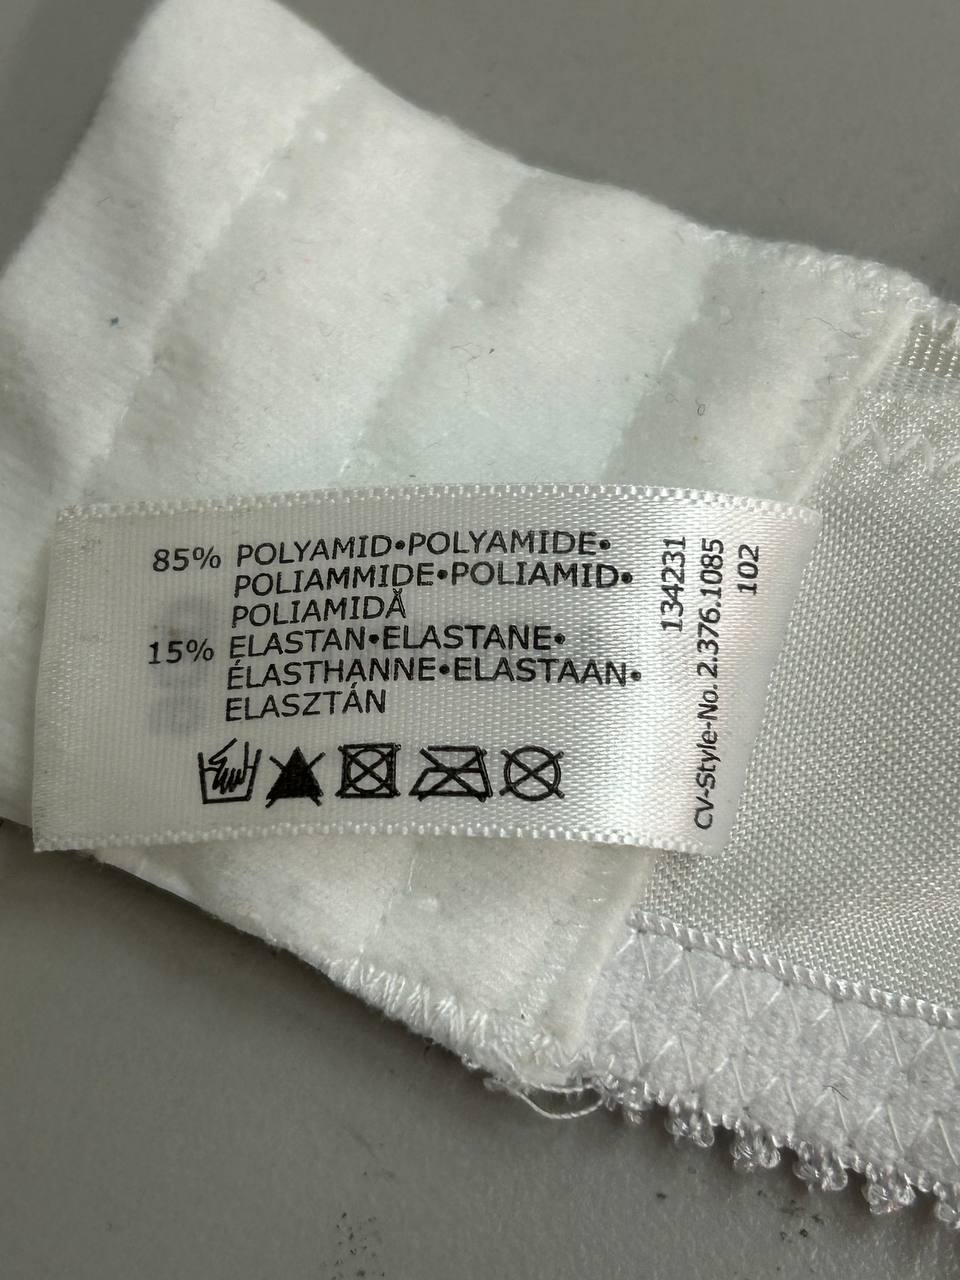 85% POLYAMID•POLYAMIDE•
POLIAMMIDE•POLIAMID•
POLIAMIDĂ
15% ELASTAN•ELASTANE•
ÉLASTHANNE•ELASTAAN•
ELASZTÁN
134231
CV-Style-No. 2.376.1085
102